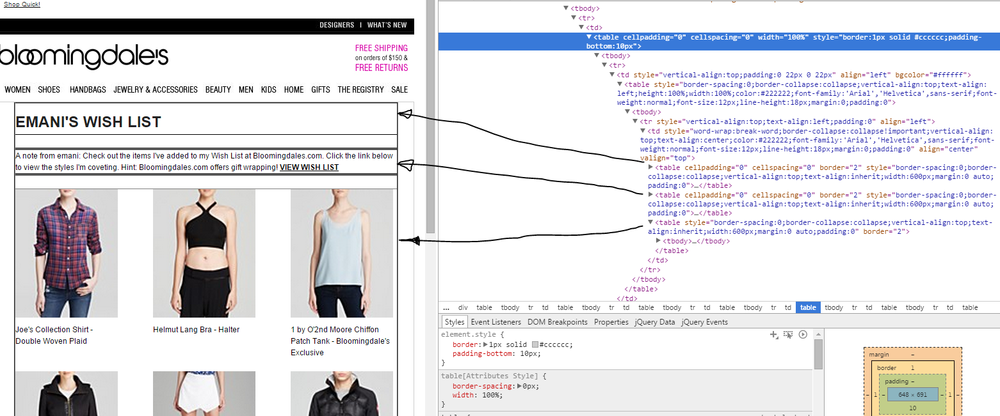 Shop Quick!
DESIGNERS I WHAT'S NEW
bloomingdale's
FREE SHIPPING
on orders of $150 &
FREE RETURNS
WOMEN SHOES HANDBAGS JEWELRY & ACCESSORIES BEAUTY MEN KIDS HOME GIFTS THE REGISTRY SALE
EMANI'S WISH LIST
A note from emani: Check out the items I've added to my Wish List at Bloomingdales.com. Click the link below
to view the styles I'm coveting. Hint: Bloomingdales.com offers gift wrapping! VIEW WISH LIST
Joe's Collection Shirt -
Double Woven Plaid
Helmut Lang Bra - Halter
1 by O'2nd Moore Chiffon
Patch Tank - Bloomingdale's
Exclusive
<tbody>
<tr>
<td>
<table cellpadding="0" cellspacing="0" width="100%" style="border:1px solid #cccccc;padding-
bottom:10px">
<tbody>
<tr>
<td style="vertical-align:top;padding:0 22px 0 22px" align="left" bgcolor="#ffffff">
<table style="border-spacing:0;border-collapse:collapse;vertical-align:top;text-align:
left;height:100%;width:100%;color:#222222;font-family:'Arial','Helvetica',sans-serif;font-
weight:normal;font-size:12px;line-height:18px;margin:0;padding:0">
<tbody>
<tr style="vertical-align:top;text-align:left;padding:0" align="left">
<td style="word-wrap:break-word;border-collapse:collapse!important;vertical-align:
top;text-align:center;color:#222222;font-family:'Arial','Helvetica',sans-serif;font-
weight:normal;font-size:12px;line-height:18px;margin:0;padding:0" align="center"
valign="top">
<table cellpadding="0" cellspacing="0" border="2" style="border-spacing:0;border-
collapse:collapse;vertical-align:top;text-align:inherit;width:600px;margin:0 auto;
padding:0">…</table>
<table cellpadding="0" cellspacing="0" border="2" style="border-spacing:0;border-
collapse:collapse;vertical-align:top;text-align:inherit;width:600px;margin:0 auto;
padding:0">…</table>
<table style="border-spacing:0;border-collapse:collapse;vertical-align:top;text-
align:inherit;width:600px;margin:0 auto;padding:0" border="2">
<tbody>…</tbody>
</table>
</td>
</tr>
</tbody>
</table>
</td>
... div table tbody tr td table tbody tr td table tbody tr td table tbody tr td table tbody tr td table tbody tr td table
Styles Event Listeners DOM Breakpoints Properties jQuery Data jQuery Events
element.style {
border: 1px solid #cccccc;
padding-bottom: 10px;
}
table[Attributes Style] {
border-spacing: 0px;
width: 100%;
}
margin –
border 1
padding –
– 1 – 648 × 691 – 1 –
10